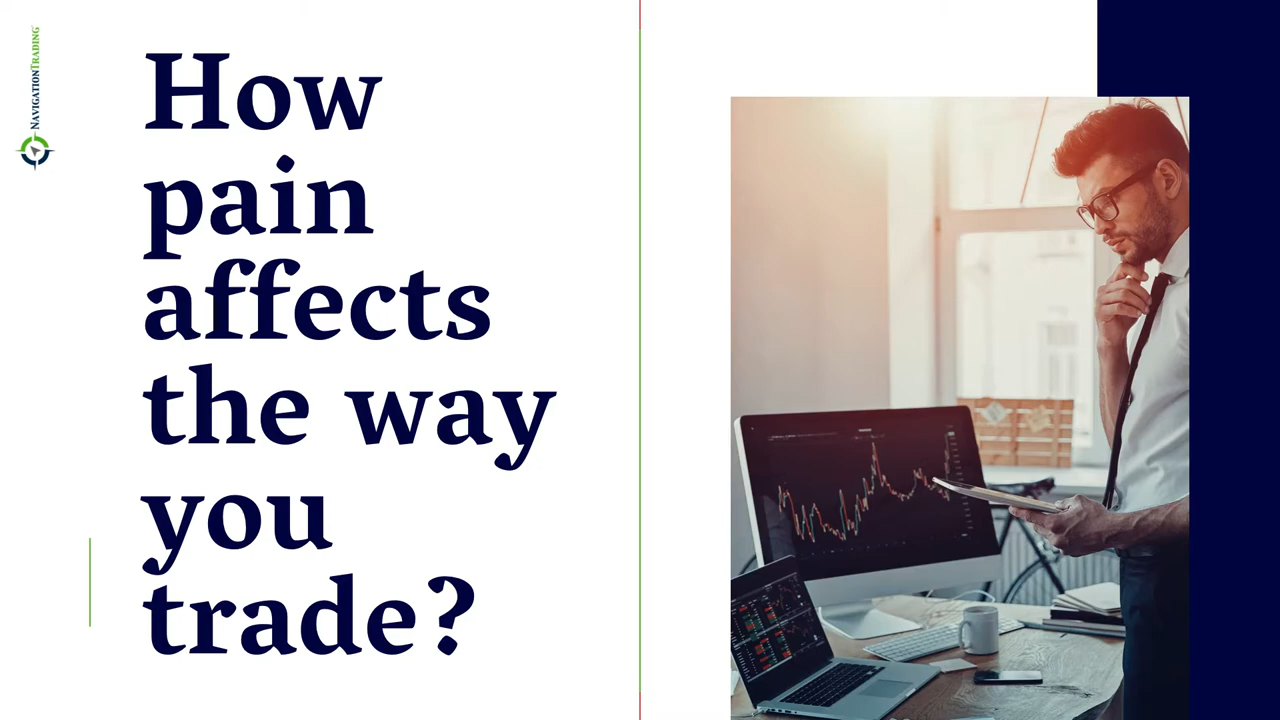 NAVIGATIONTRADING
How
pain
affects
the way
you
trade?